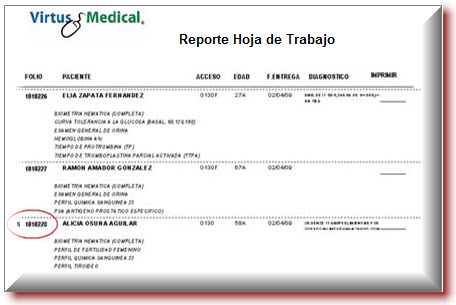 Virtus Medical®
Reporte Hoja de Trabajo
FOLIO PACIENTE ACCESO EDAD F.ENTREGA DIAGNOSTICO IMPRIMIR
1010226 ELIA ZAPATA FERNANDEZ 0130F 27A 02/04/09
BIOMETRIA HEMATICA (COMPLETA)
CURVA TOLERANCIA A LA GLUCOSA (BASAL, 60,120,180)
EXAMEN GENERAL DE ORINA
HEMOGLOBINA A1c
TIEMPO DE PROTROMBINA (TP)
TIEMPO DE TROMBOPLASTINA PARCIAL ACTIVADA (TTPA)
1010227 RAMON AMADOR GONZALEZ 0130F 67A 02/04/09
BIOMETRIA HEMATICA (COMPLETA)
EXAMEN GENERAL DE ORINA
PERFIL QUIMICA SANGUINEA 23
PSA (ANTIGENO PROSTATICO ESPECIFICO)
S 1010228 ALICIA OSUNA AGUILAR 0130 58A 02/04/09
BIOMETRIA HEMATICA (COMPLETA)
PERFIL DE FERTILIDAD FEMENINO
PERFIL QUIMICA SANGUINEA 23
PERFIL TIROIDEO